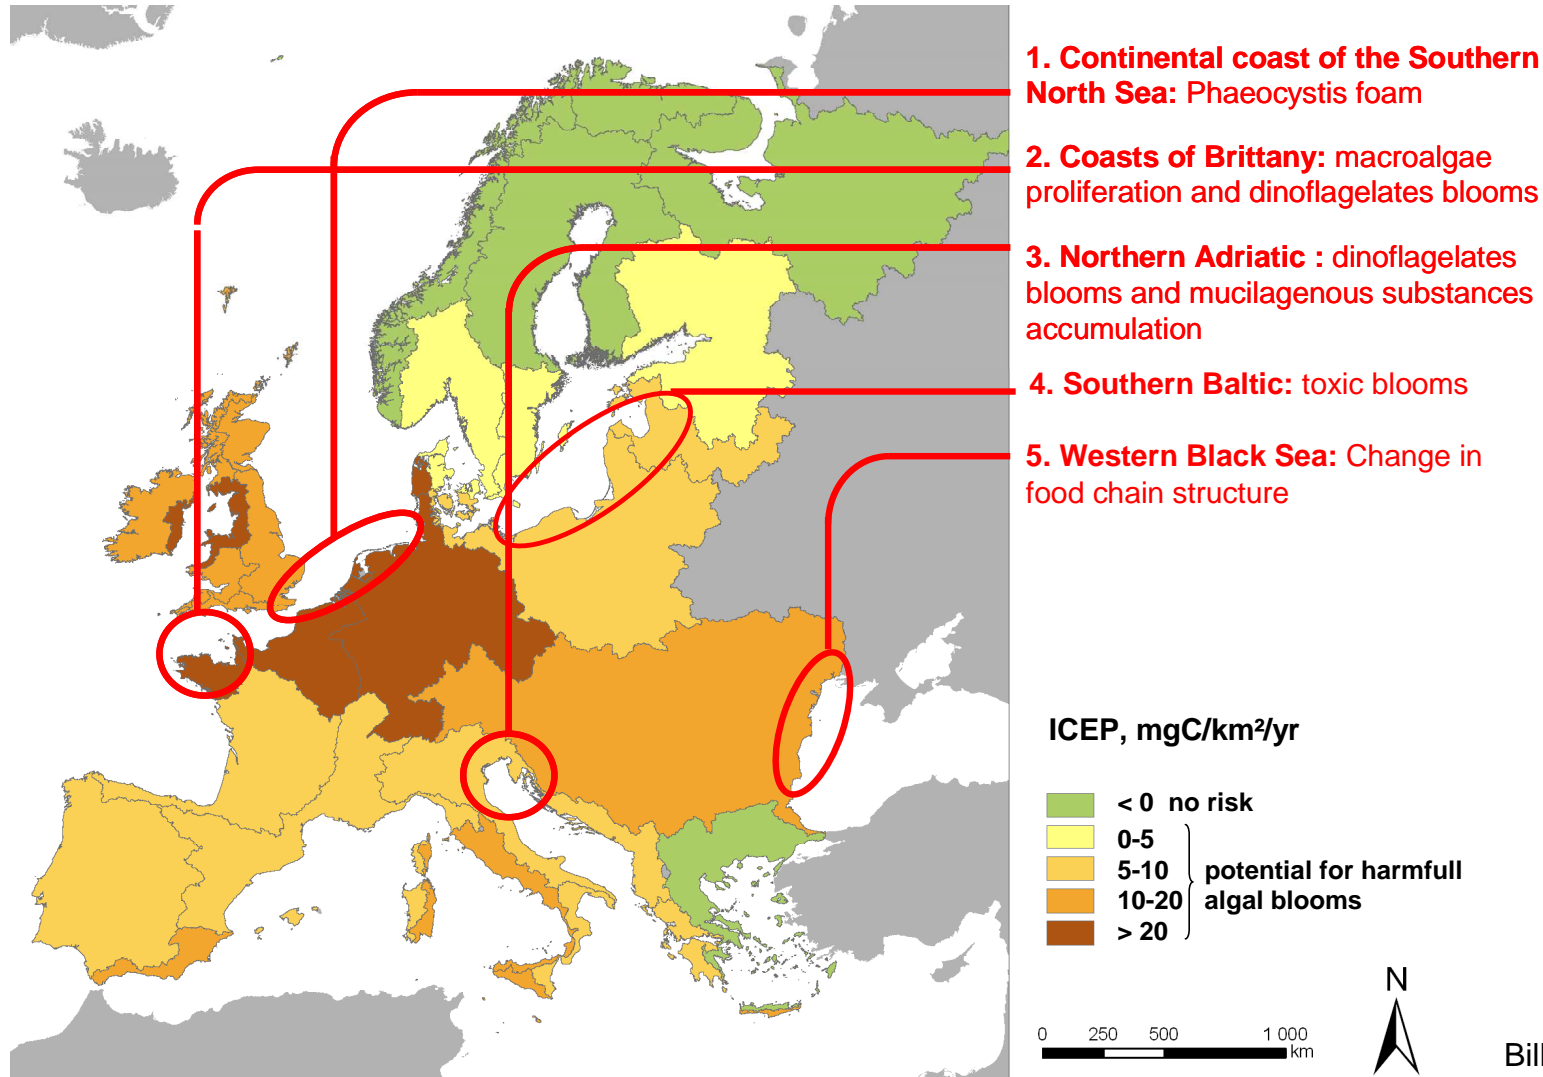 1. Continental coast of the Southern
North Sea: Phaeocystis foam
2. Coasts of Brittany: macroalgae
proliferation and dinoflagelates blooms
3. Northern Adriatic : dinoflagelates
blooms and mucilagenous substances
accumulation
4. Southern Baltic: toxic blooms
5. Western Black Sea: Change in
food chain structure
ICEP, mgC/km²/yr
< 0 no risk
0-5
5-10
10-20
> 20
potential for harmfull
algal blooms
N
0 250 500 1 000
km
Bill